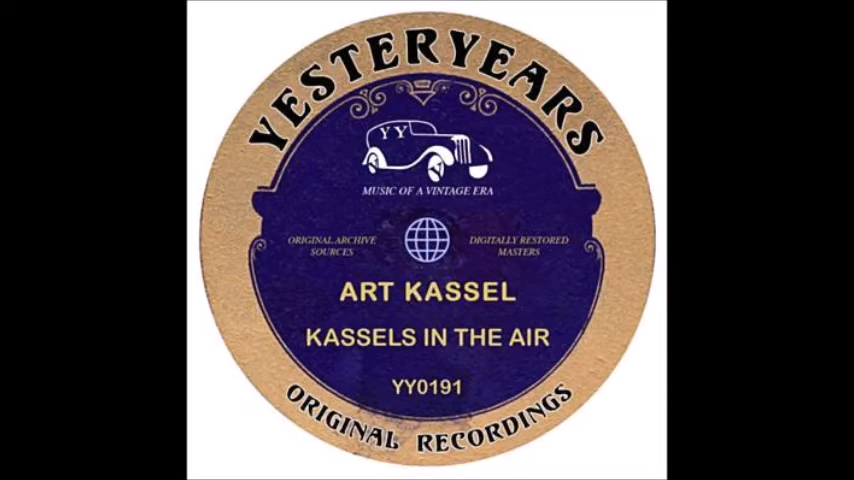 YESTERYEARS
Y Y
MUSIC OF A VINTAGE ERA
ORIGINAL ARCHIVE
SOURCES
DIGITALLY RESTORED
MASTERS
ART KASSEL
KASSELS IN THE AIR
YY0191
ORIGINAL RECORDINGS